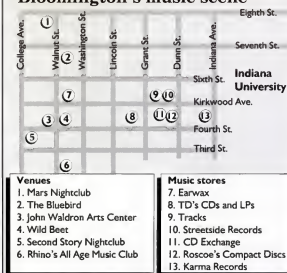 Bloomington's music scene
Eighth St.
College Ave.
Walnut St.
Washington St.
Lincoln St.
Grant St.
Dunn St.
Indiana Ave.
1
Seventh St.
2
Sixth St.
Indiana
University
7
9 10
Kirkwood Ave.
3 4
8
11 12
13
Fourth St.
5
Third St.
6
Venues
1. Mars Nightclub
2. The Bluebird
3. John Waldron Arts Center
4. Wild Beet
5. Second Story Nightclub
6. Rhino's All Age Music Club
Music stores
7. Earwax
8. TD's CDs and LPs
9. Tracks
10. Streetside Records
11. CD Exchange
12. Roscoe's Compact Discs
13. Karma Records